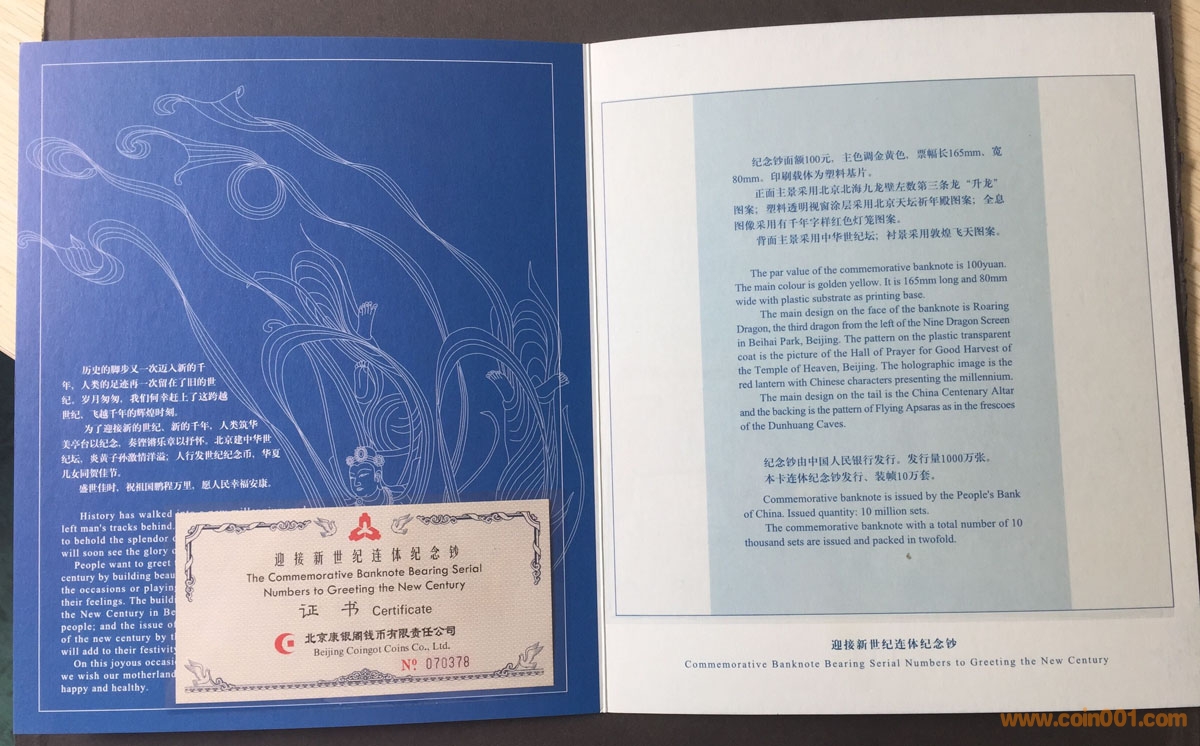 历史的脚步又一次迈入新的千
年，人类的足迹再一次留在了旧的世
纪。岁月匆匆，我们何幸赶上了这跨越
世纪、飞越千年的辉煌时刻。
为了迎接新的世纪、新的千年，人类筑华
美亭台以纪念，奏铿锵乐章以抒怀。北京建中华世
纪坛，炎黄子孙激情洋溢；人行发世纪纪念币，华夏
儿女同贺佳节。
盛世佳时，祝祖国鹏程万里，愿人民幸福安康。
History has walked
left man's tracks behind.
to behold the splendor
will soon see the glory
People want to greet
century by building
the occasions or playing
their feelings. The
the New Century in
people; and the issue of
of the new century by
will add to their festivity
On this joyous
we wish our motherland
happy and healthy.
迎接新世纪连体纪念钞
The Commemorative Banknote Bearing Serial
Numbers to Greeting the New Century
证 书 Certificate
北京康银阁钱币有限责任公司
Beijing Coingot Coins Co., Ltd.
№ 070378
纪念钞面额100元，主色调金黄色，票幅长165mm，宽
80mm，印刷载体为塑料基片。
正面主景采用北京北海九龙壁左数第三条龙“升龙”
图案；塑料透明视窗涂层采用北京天坛祈年殿图案；全息
图像采用有千年字样红色灯笼图案。
背面主景采用中华世纪坛；衬景采用敦煌飞天图案。
The par value of the commemorative banknote is 100yuan.
The main colour is golden yellow. It is 165mm long and 80mm
wide with plastic substrate as printing base.
The main design on the face of the banknote is Roaring
Dragon, the third dragon from the left of the Nine Dragon Screen
in Beihai Park, Beijing. The pattern on the plastic transparent
coat is the picture of the Hall of Prayer for Good Harvest of
the Temple of Heaven, Beijing. The holographic image is the
red lantern with Chinese characters presenting the millennium.
The main design on the tail is the China Centenary Altar
and the backing is the pattern of Flying Apsaras as in the frescoes
of the Dunhuang Caves.
纪念钞由中国人民银行发行。发行量1000万张。
本卡连体纪念钞发行、装帧10万套。
Commemorative banknote is issued by the People's Bank
of China. Issued quantity: 10 million sets.
The commemorative banknote with a total number of 10
thousand sets are issued and packed in twofold.
迎接新世纪连体纪念钞
Commemorative Banknote Bearing Serial Numbers to Greeting the New Century
www.coin001.com